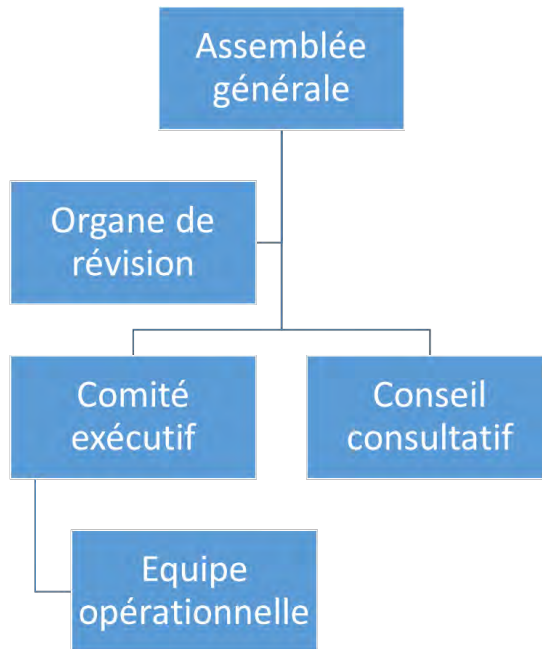 Assemblée
générale
Organe de
révision
Comité
exécutif
Conseil
consultatif
Equipe
opérationnelle